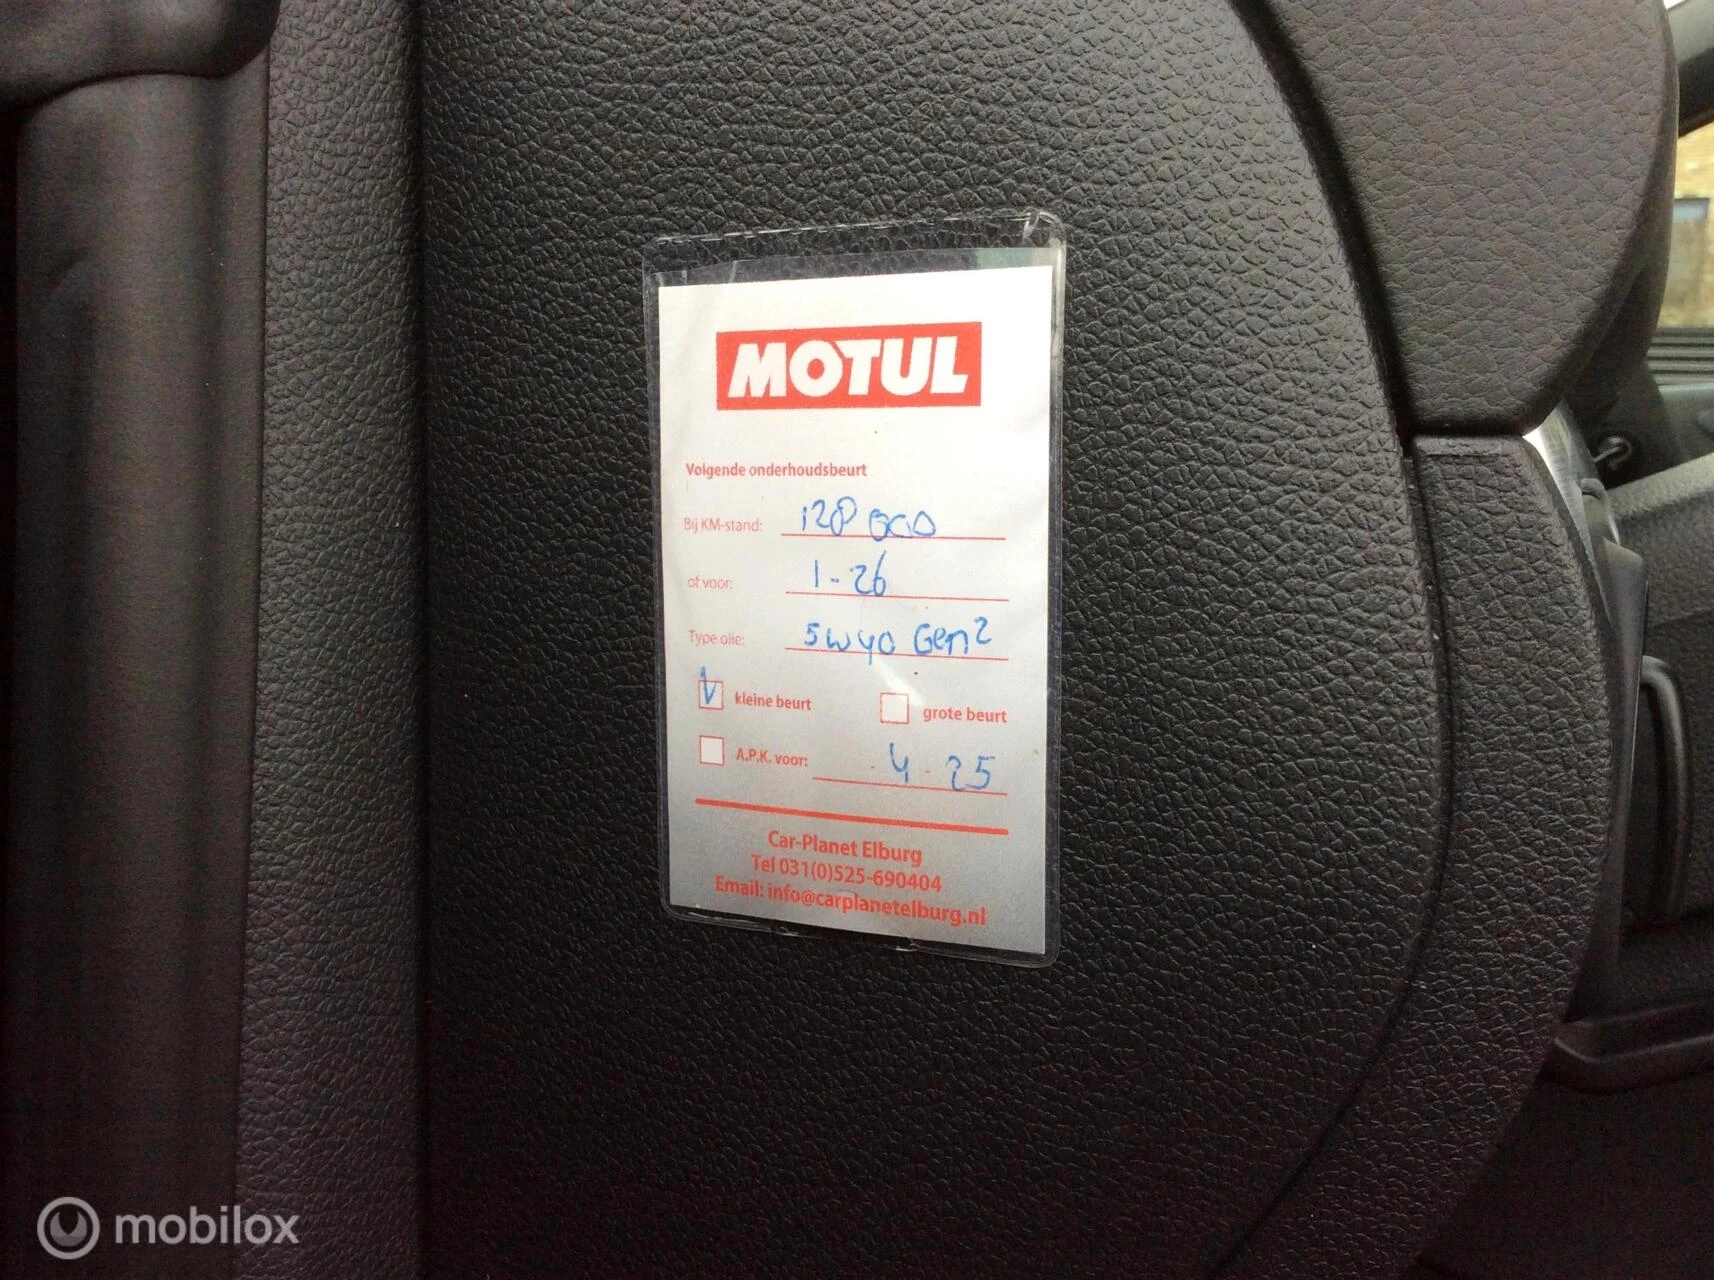 MOTUL
Volgende onderhoudsbeurt
Bij KM-stand: 128 000
of voor: 1-26
Type olie: 5w40 Gen2
V kleine beurt grote beurt
A.P.K. voor: 4-25
Car-Planet Elburg
Tel 031(0)525-690404
Email: info@carplanetelburg.nl
mobilox